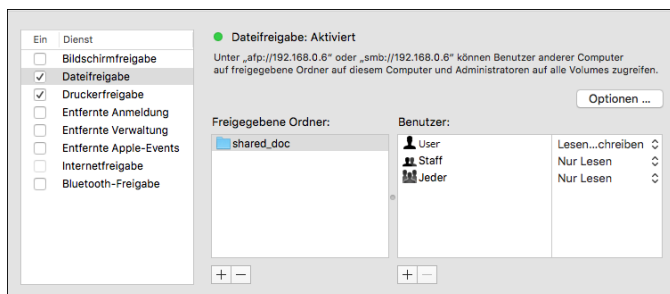 Ein Dienst
Bildschirmfreigabe
Dateifreigabe
Druckerfreigabe
Entfernte Anmeldung
Entfernte Verwaltung
Entfernte Apple-Events
Internetfreigabe
Bluetooth-Freigabe
Dateifreigabe: Aktiviert
Unter „afp://192.168.0.6“ oder „smb://192.168.0.6“ können Benutzer anderer Computer
auf freigegebene Ordner auf diesem Computer und Administratoren auf alle Volumes zugreifen.
Optionen ...
Freigegebene Ordner:
shared_doc
Benutzer:
User Lesen...chreiben
Staff Nur Lesen
Jeder Nur Lesen
+ − + −